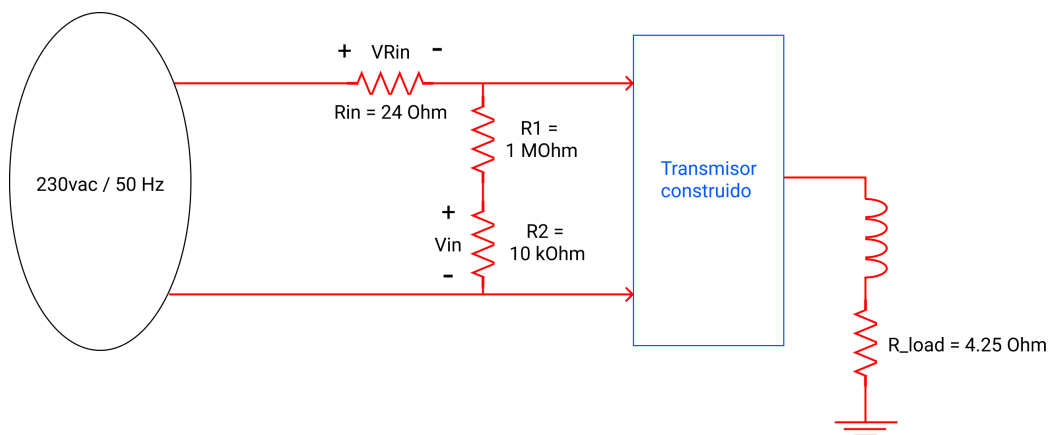 + VRin -
Rin = 24 Ohm
R1 =
1 MOhm
230vac / 50 Hz
Transmisor
construido
+
Vin
-
R2 =
10 kOhm
R_load = 4.25 Ohm